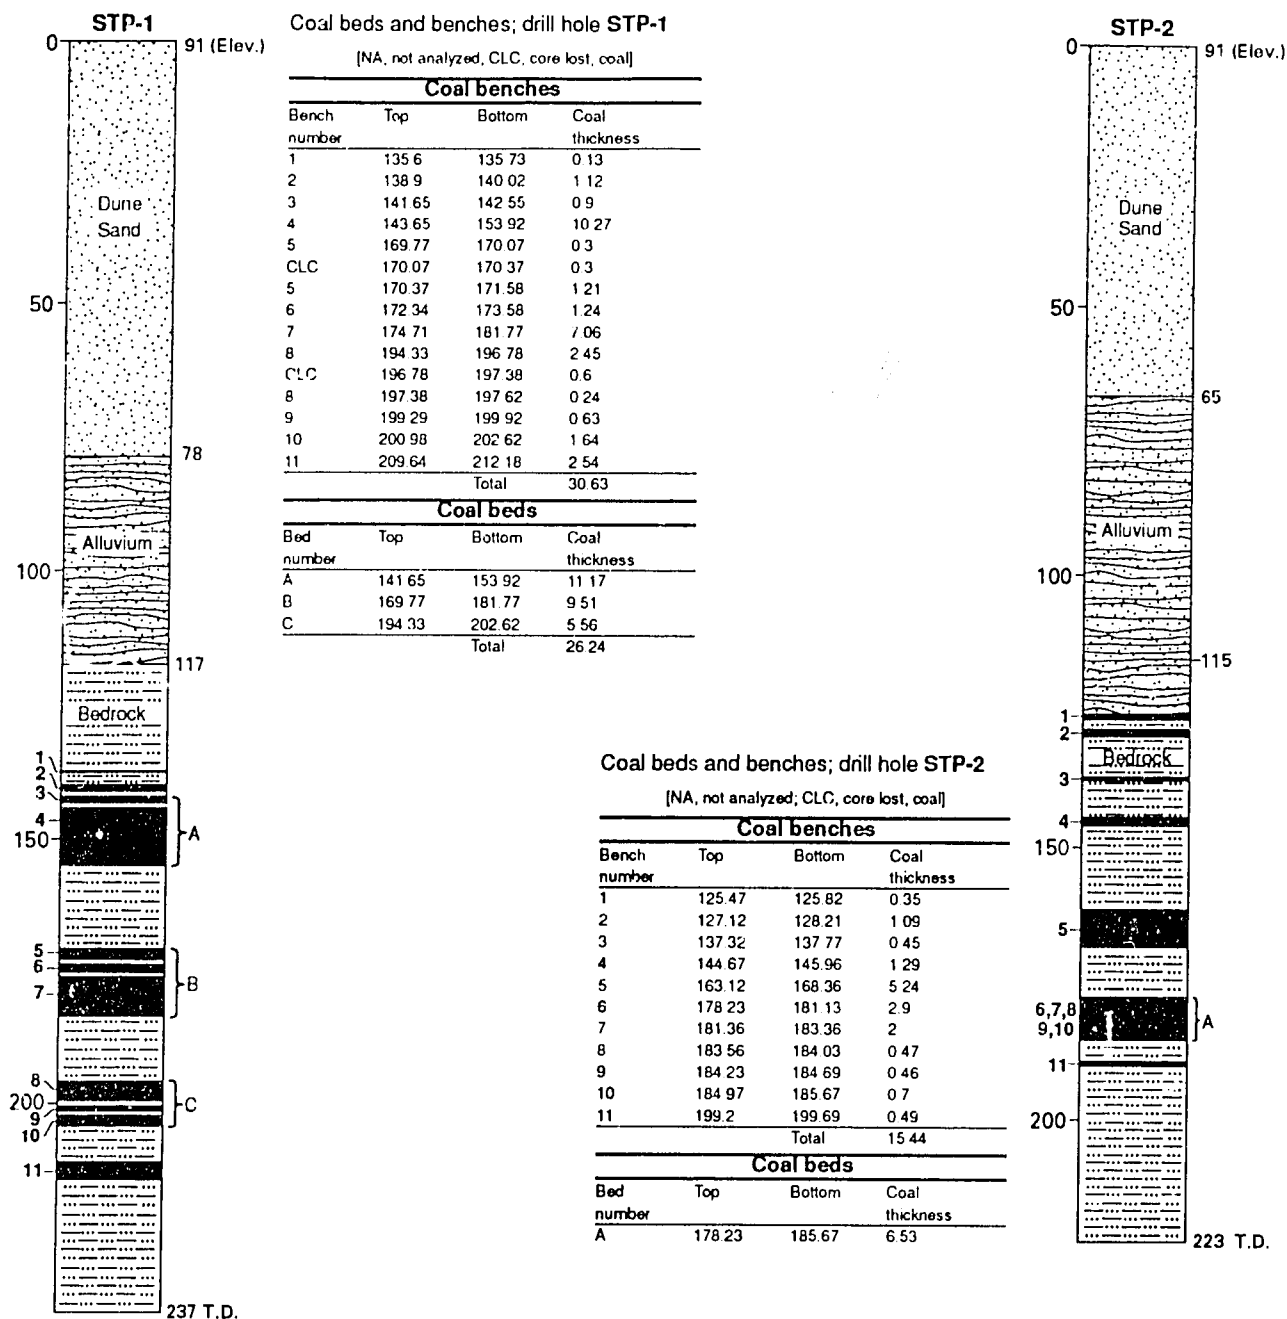 STP-1
0
91 (Elev.)
Dune
Sand
50
78
Alluvium
100
117
Bedrock
1
2
3
4
150
A
5
6
7
B
8
200
9
10
C
11
237 T.D.
Coal beds and benches; drill hole STP-1
[NA, not analyzed, CLC, core lost, coal]
Coal benches
Bench Top Bottom Coal
number thickness
1 135 6 135 73 0 13
2 138 9 140 02 1 12
3 141 65 142 55 0 9
4 143 65 153 92 10 27
5 169.77 170 07 0 3
CLC 170.07 170 37 0 3
5 170 37 171 58 1 21
6 172 34 173 58 1.24
7 174 71 181 77 7 06
8 194 33 196 78 2 45
CLC 196 78 197 38 0.6
8 197.38 197 62 0 24
9 199 29 199 92 0 63
10 200 98 202 62 1 64
11 209.64 212 18 2 54
Total 30.63
Coal beds
Bed Top Bottom Coal
number thickness
A 141 65 153 92 11 17
B 169 77 181.77 9 51
C 194 33 202.62 5 56
Total 26 24
Coal beds and benches; drill hole STP-2
[NA, not analyzed; CLC, core lost, coal]
Coal benches
Bench Top Bottom Coal
number thickness
1 125.47 125.82 0 35
2 127.12 128.21 1 09
3 137.32 137 77 0 45
4 144.67 145.96 1 29
5 163.12 168.36 5 24
6 178 23 181.13 2.9
7 181.36 183.36 2
8 183 56 184 03 0 47
9 184 23 184 69 0 46
10 184 97 185.67 0 7
11 199.2 199.69 0 49
Total 15 44
Coal beds
Bed Top Bottom Coal
number thickness
A 178.23 185.67 6.53
STP-2
0
91 (Elev.)
Dune
Sand
50
65
Alluvium
100
115
1
2
Bedrock
3
4
150
5
6,7,8
9,10
A
11
200
223 T.D.